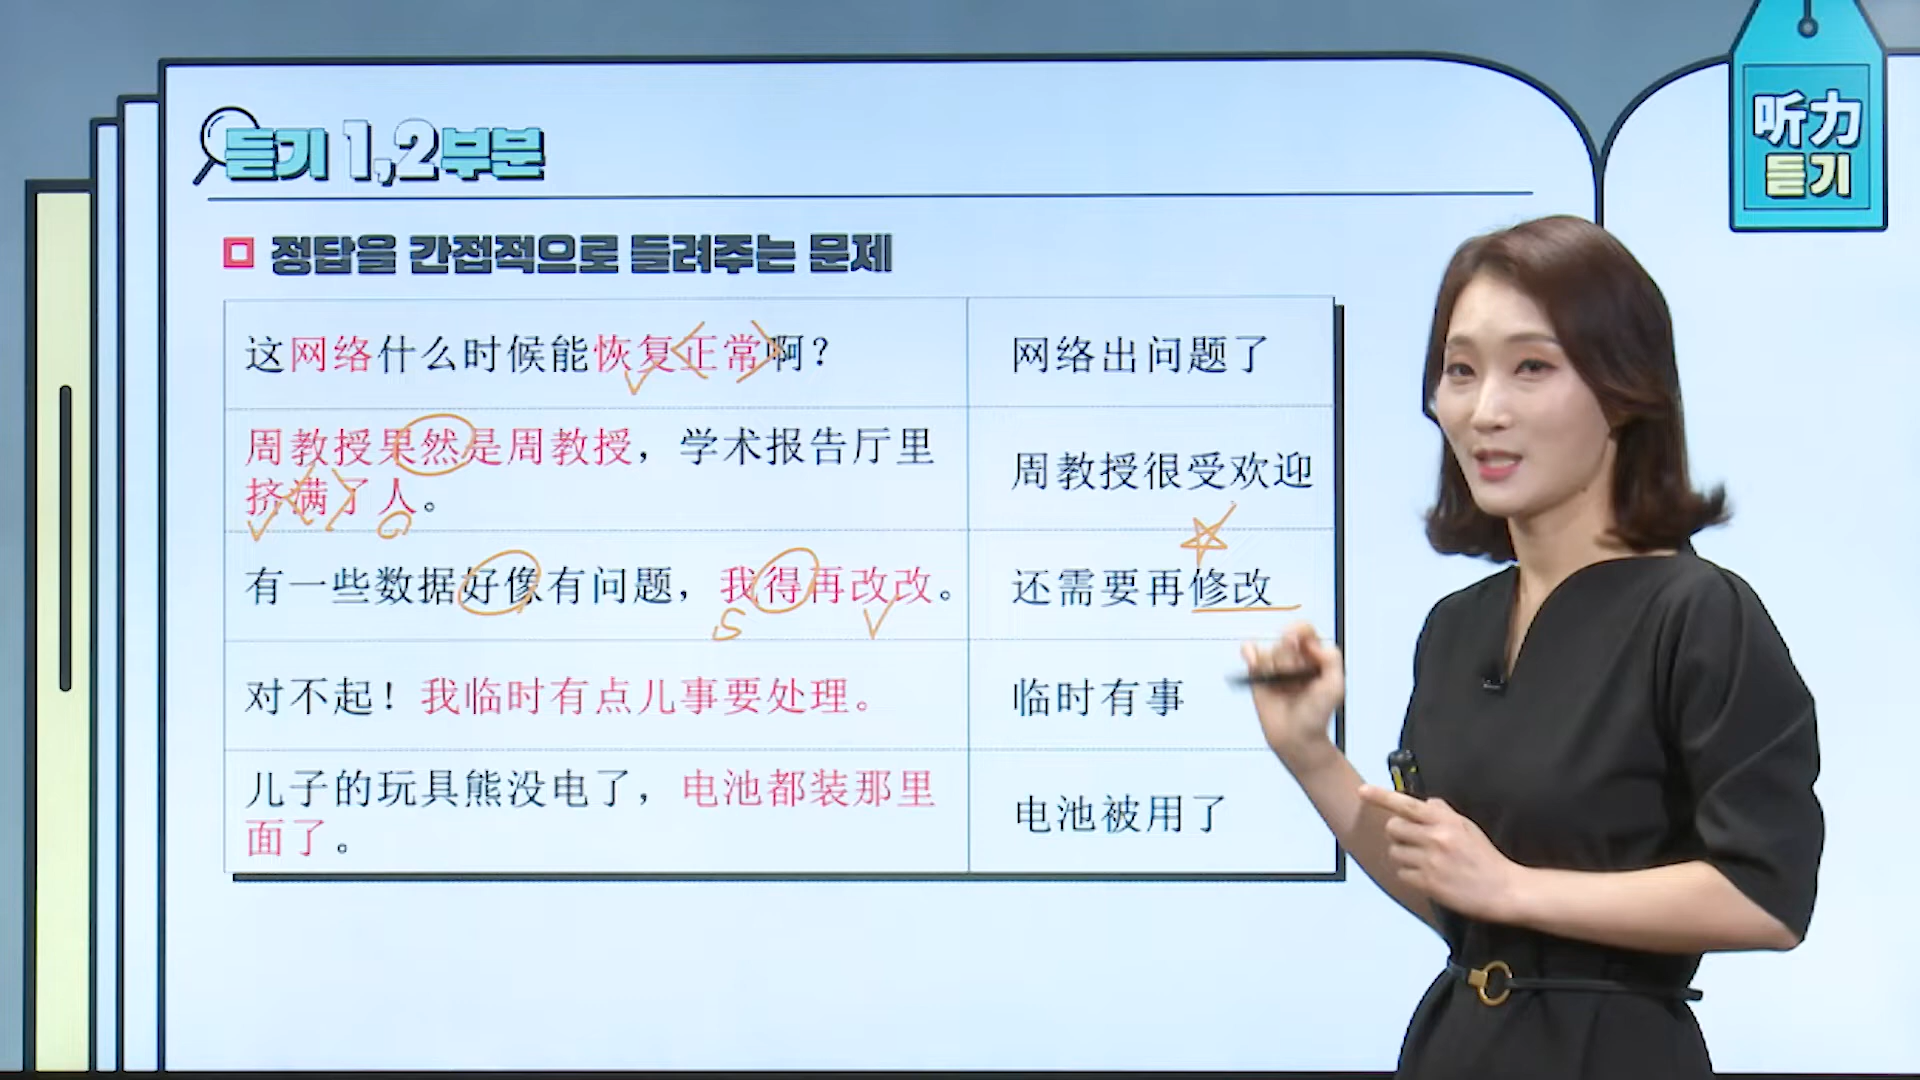 듣기 1,2부분
听力
듣기
정답을 간접적으로 들려주는 문제
这网络什么时候能恢复正常啊?
网络出问题了
周教授果然是周教授，学术报告厅里
挤满了人。
周教授很受欢迎
有一些数据好像有问题，我得再改改。
还需要再修改
S
对不起！我临时有点儿事要处理。
临时有事
儿子的玩具熊没电了，电池都装那里
面了。
电池被用了